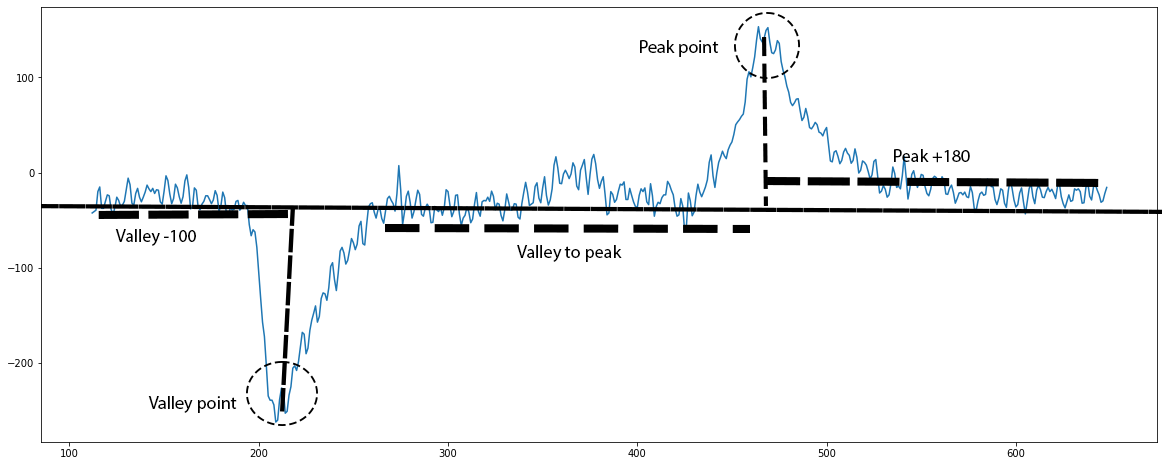 Peak point
100
0
Peak +180
Valley -100
Valley to peak
−100
−200
Valley point
100
200
300
400
500
600